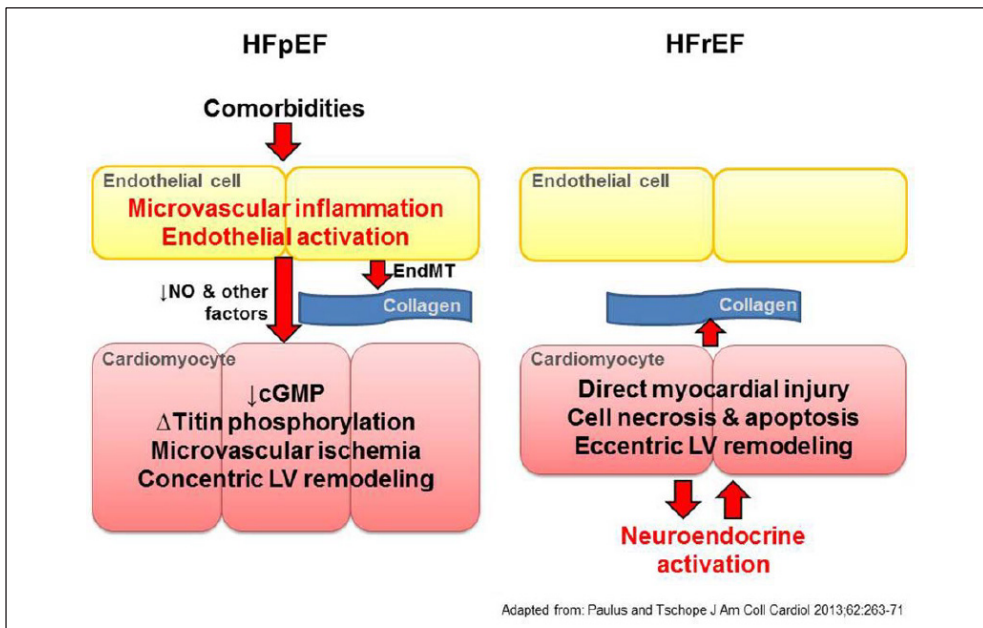 HFpEF
HFrEF
Comorbidities
Endothelial cell
Microvascular inflammation
Endothelial activation
↓NO & other
factors
EndMT
Collagen
Cardiomyocyte
↓cGMP
ΔTitin phosphorylation
Microvascular ischemia
Concentric LV remodeling
Endothelial cell
Collagen
Cardiomyocyte
Direct myocardial injury
Cell necrosis & apoptosis
Eccentric LV remodeling
Neuroendocrine
activation
Adapted from: Paulus and Tschope J Am Coll Cardiol 2013;62:263-71